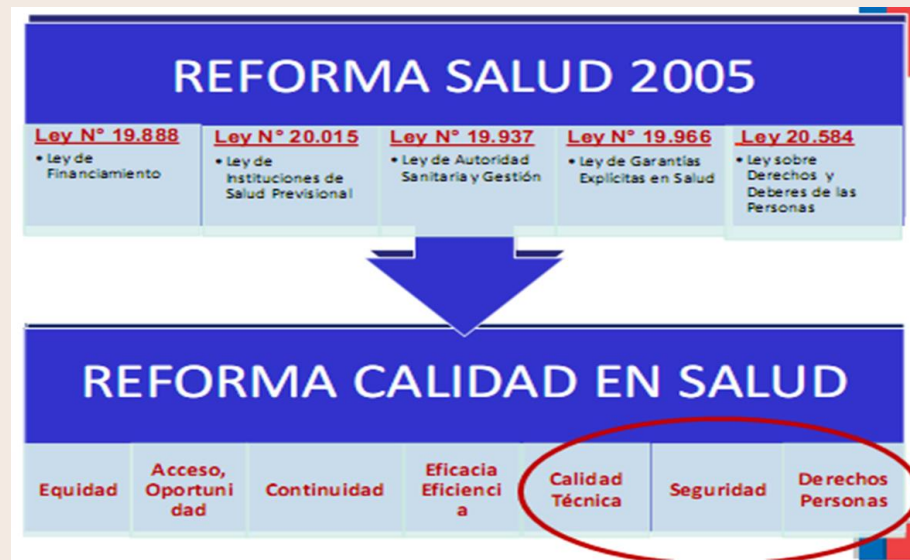 REFORMA SALUD 2005
Ley N° 19.888
• Ley de
Financiamiento
Ley N° 20.015
• Ley de
Instituciones de
Salud Previsional
Ley N° 19.937
• Ley de Autoridad
Sanitaria y Gestión
Ley N° 19.966
• Ley de Garantías
Explícitas en Salud
Ley 20.584
• Ley sobre
Derechos y
Deberes de las
Personas
REFORMA CALIDAD EN SALUD
Equidad
Acceso,
Oportuni
dad
Continuidad
Eficacia
Eficienci
a
Calidad
Técnica
Seguridad
Derechos
Personas